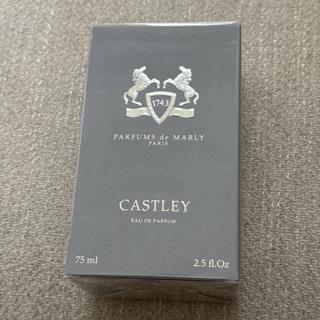 1743
PARFUMS de MARLY
PARIS
CASTLEY
EAU DE PARFUM
75 ml 2.5 fl.Oz